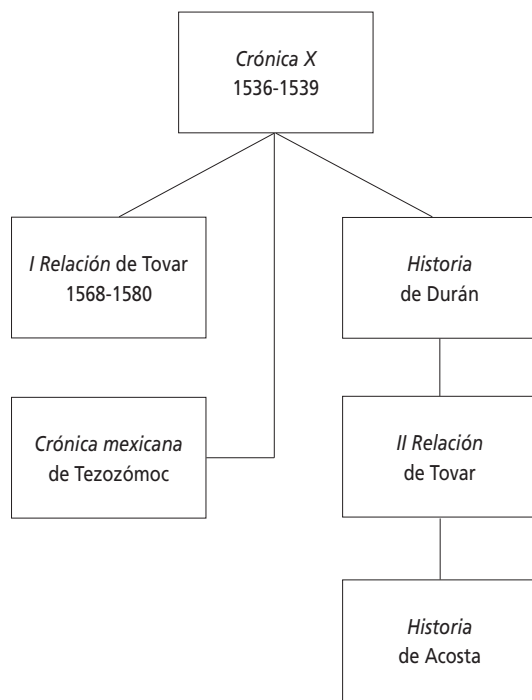 Crónica X
1536-1539
I Relación de Tovar
1568-1580
Historia
de Durán
Crónica mexicana
de Tezozómoc
II Relación
de Tovar
Historia
de Acosta